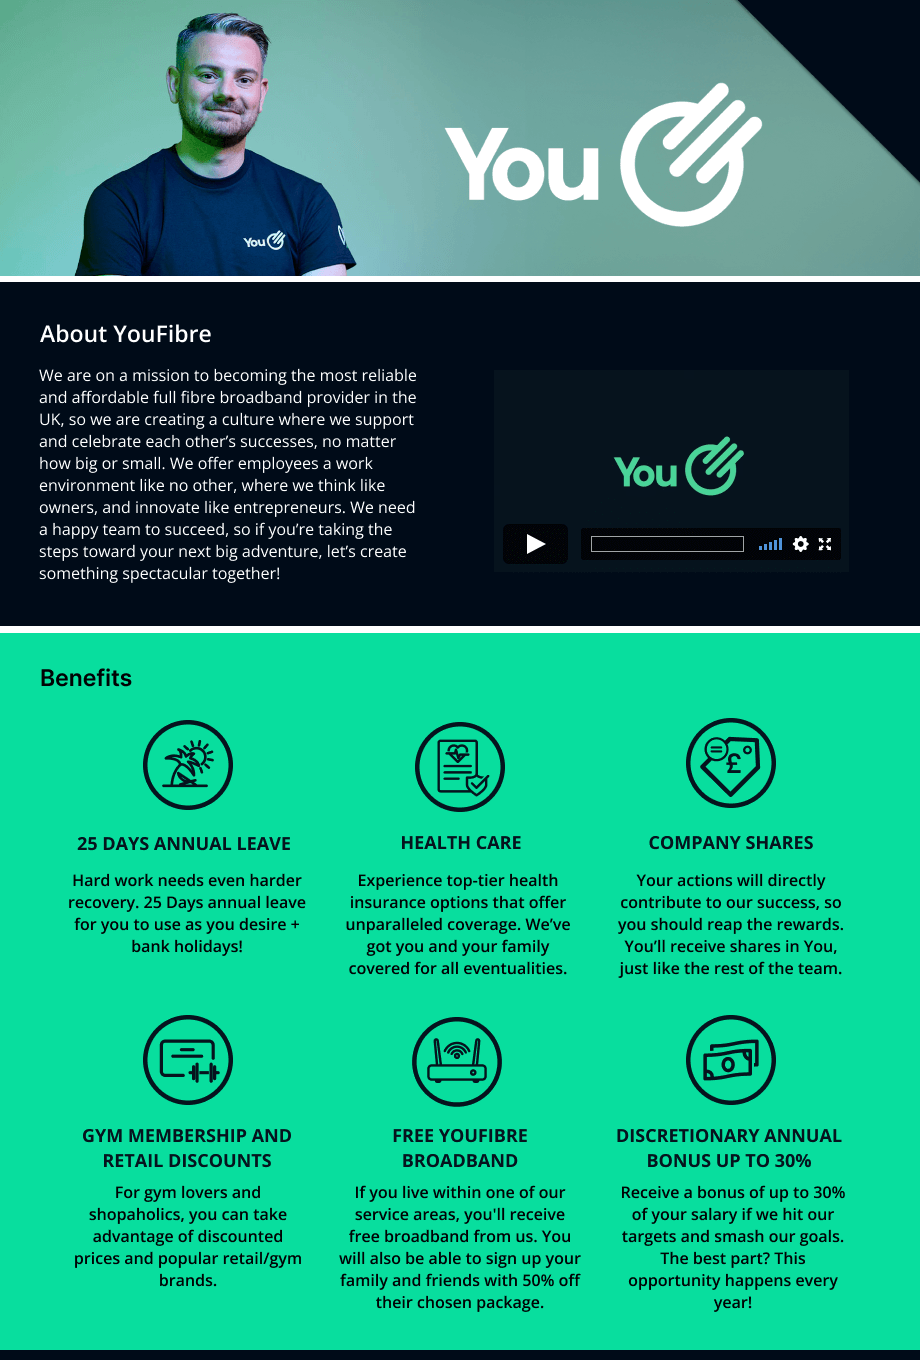 You
You
About YouFibre
We are on a mission to becoming the most reliable
and affordable full fibre broadband provider in the
UK, so we are creating a culture where we support
and celebrate each other’s successes, no matter
how big or small. We offer employees a work
environment like no other, where we think like
owners, and innovate like entrepreneurs. We need
a happy team to succeed, so if you’re taking the
steps toward your next big adventure, let’s create
something spectacular together!
You
Benefits
25 DAYS ANNUAL LEAVE
Hard work needs even harder
recovery. 25 Days annual leave
for you to use as you desire +
bank holidays!
HEALTH CARE
Experience top-tier health
insurance options that offer
unparalleled coverage. We’ve
got you and your family
covered for all eventualities.
£
COMPANY SHARES
Your actions will directly
contribute to our success, so
you should reap the rewards.
You’ll receive shares in You,
just like the rest of the team.
GYM MEMBERSHIP AND
RETAIL DISCOUNTS
For gym lovers and
shopaholics, you can take
advantage of discounted
prices and popular retail/gym
brands.
FREE YOUFIBRE
BROADBAND
If you live within one of our
service areas, you'll receive
free broadband from us. You
will also be able to sign up your
family and friends with 50% off
their chosen package.
DISCRETIONARY ANNUAL
BONUS UP TO 30%
Receive a bonus of up to 30%
of your salary if we hit our
targets and smash our goals.
The best part? This
opportunity happens every
year!